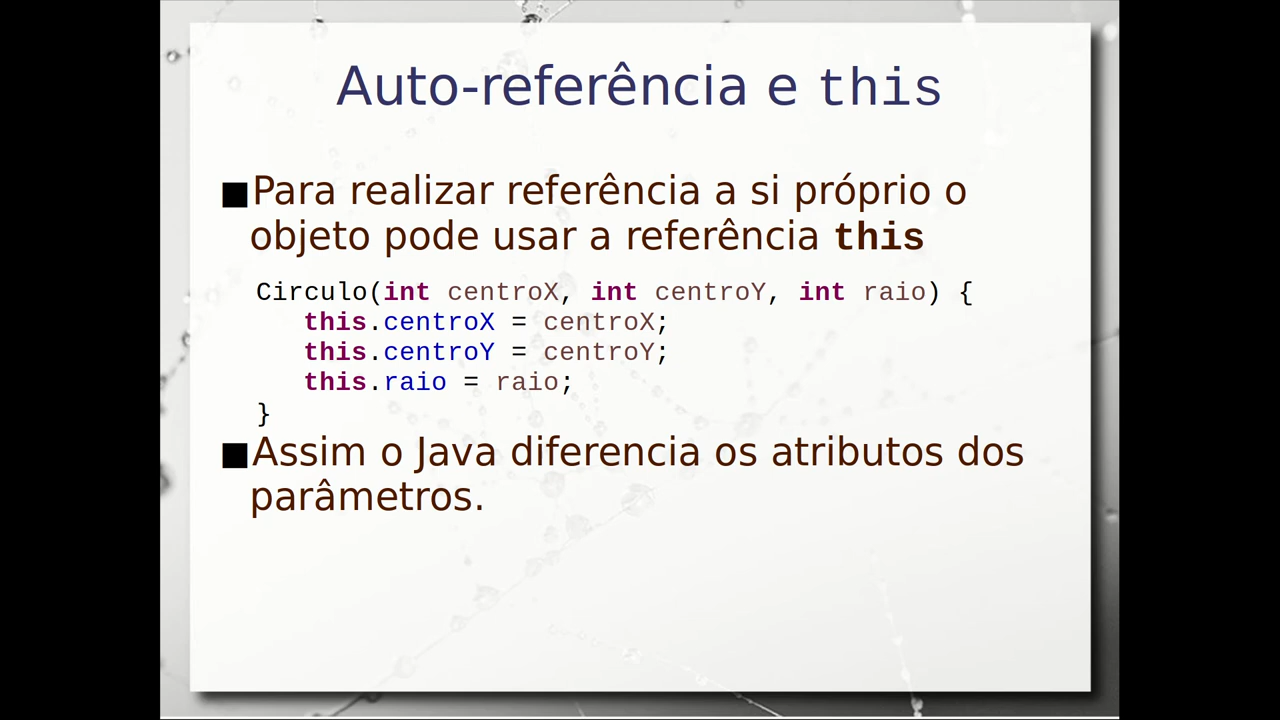 Auto-referência e this
■Para realizar referência a si próprio o
objeto pode usar a referência this
Circulo(int centroX, int centroY, int raio) {
this.centroX = centroX;
this.centroY = centroY;
this.raio = raio;
}
■Assim o Java diferencia os atributos dos
parâmetros.